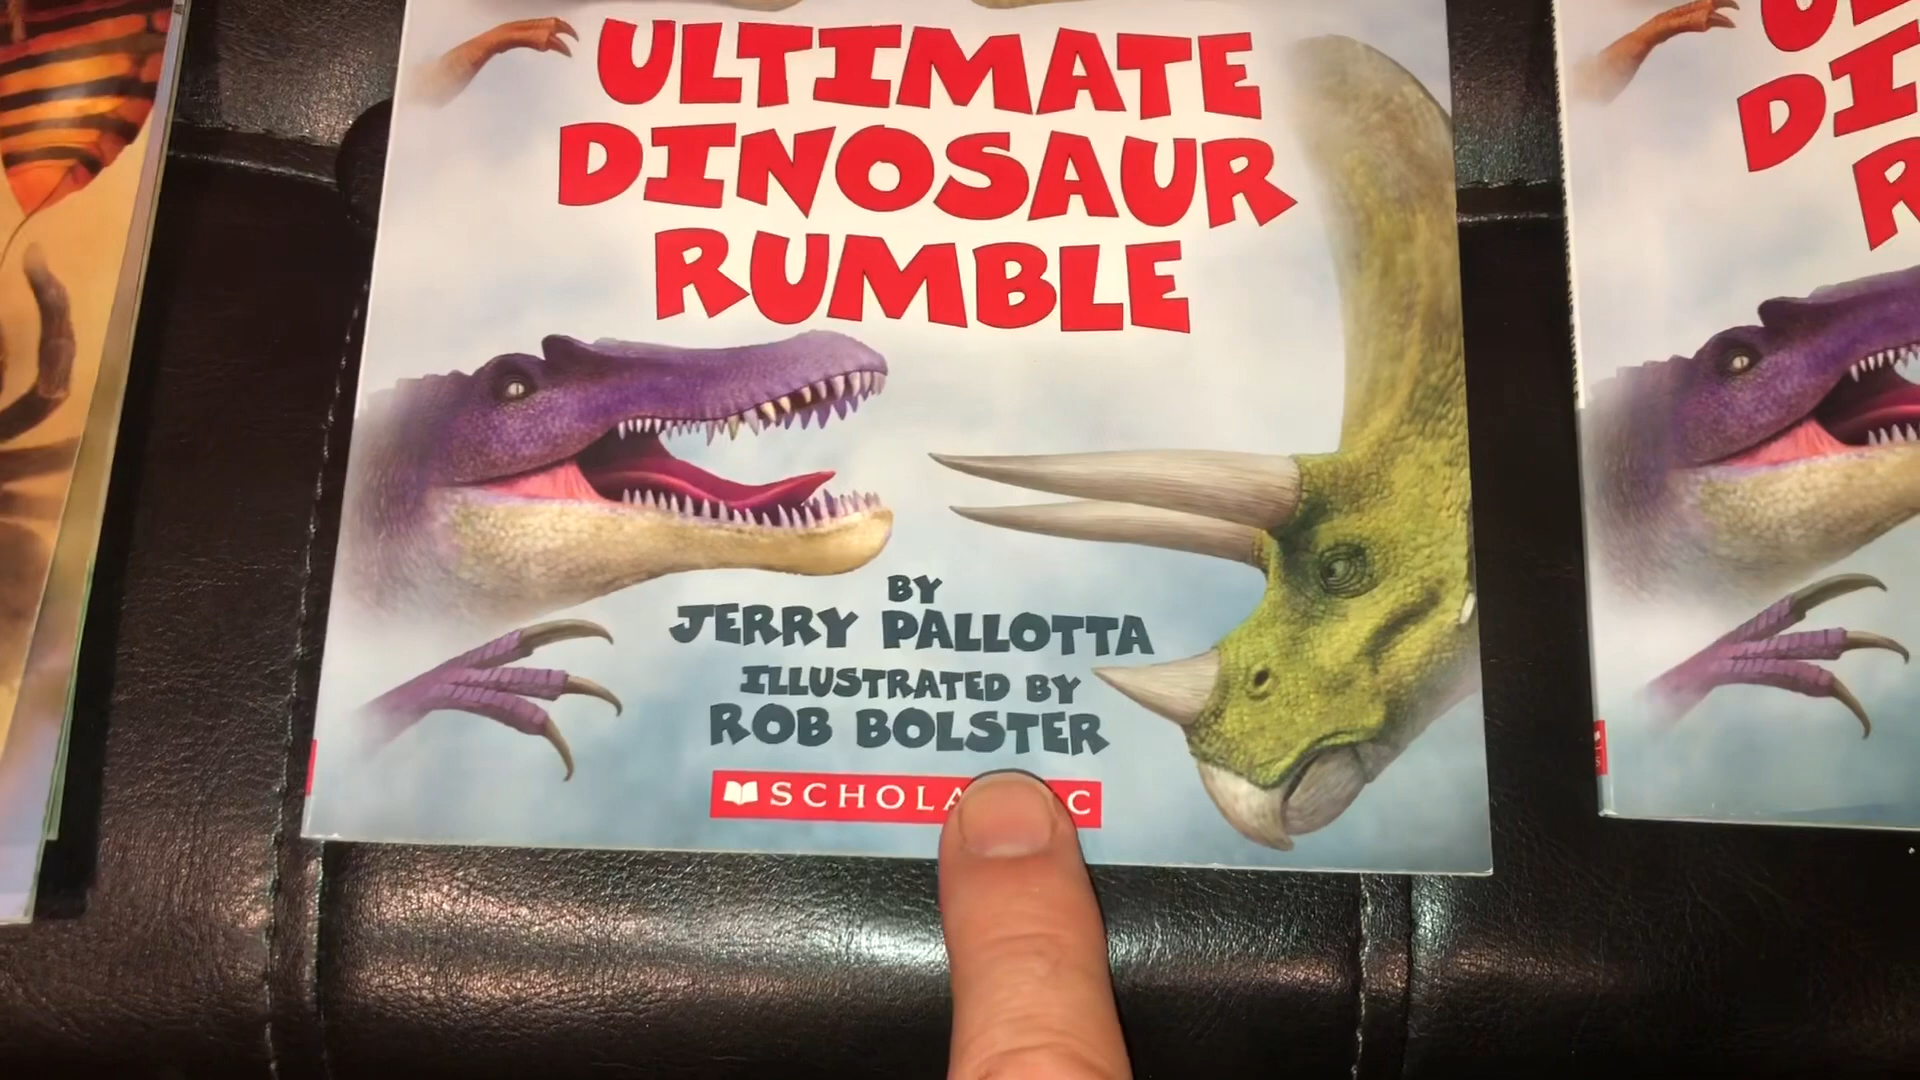 ULTIMATE
DINOSAUR
RUMBLE
BY
JERRY PALLOTTA
ILLUSTRATED BY
ROB BOLSTER